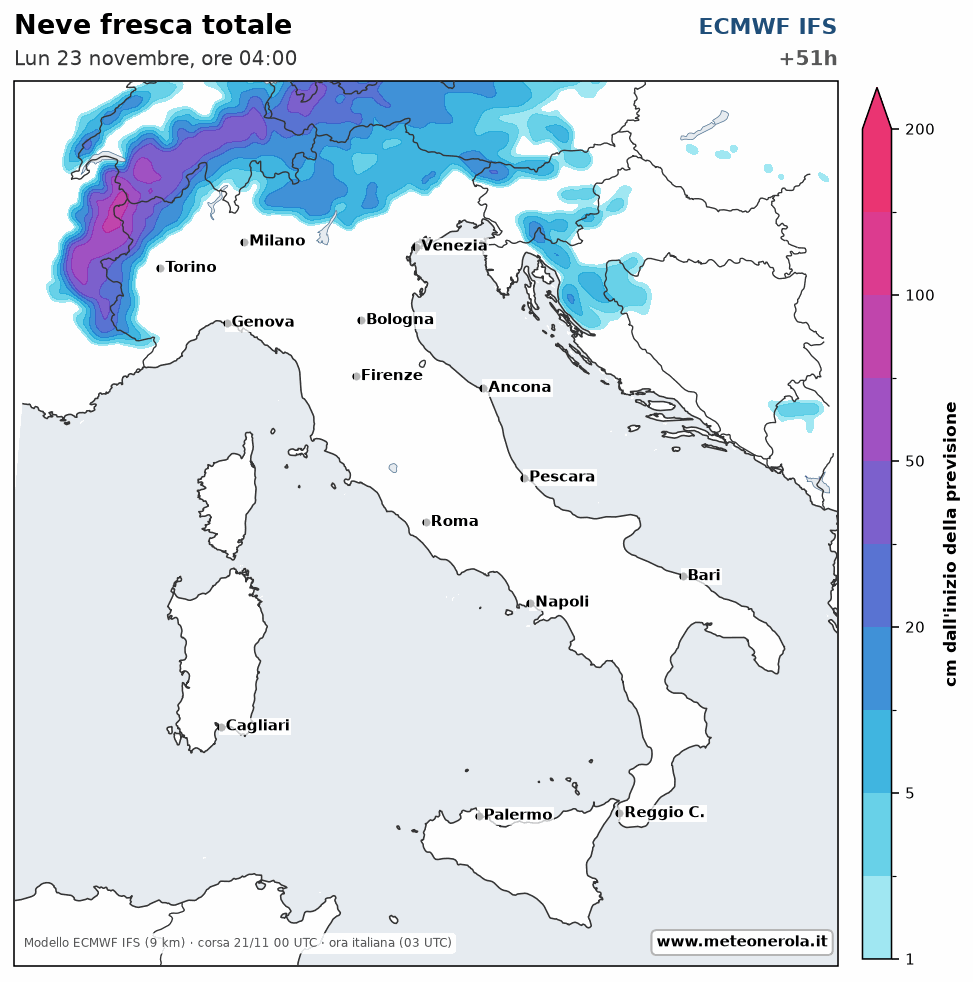 Neve fresca totale
ECMWF IFS
Lun 23 novembre, ore 04:00
+51h
Milano
Venezia
Torino
Genova
Bologna
Firenze
Ancona
Pescara
Roma
Bari
Napoli
Cagliari
Palermo
Reggio C.
200
100
50
20
5
1
cm dall'inizio della previsione
Modello ECMWF IFS (9 km) · corsa 21/11 00 UTC · ora italiana (03 UTC)
www.meteonerola.it